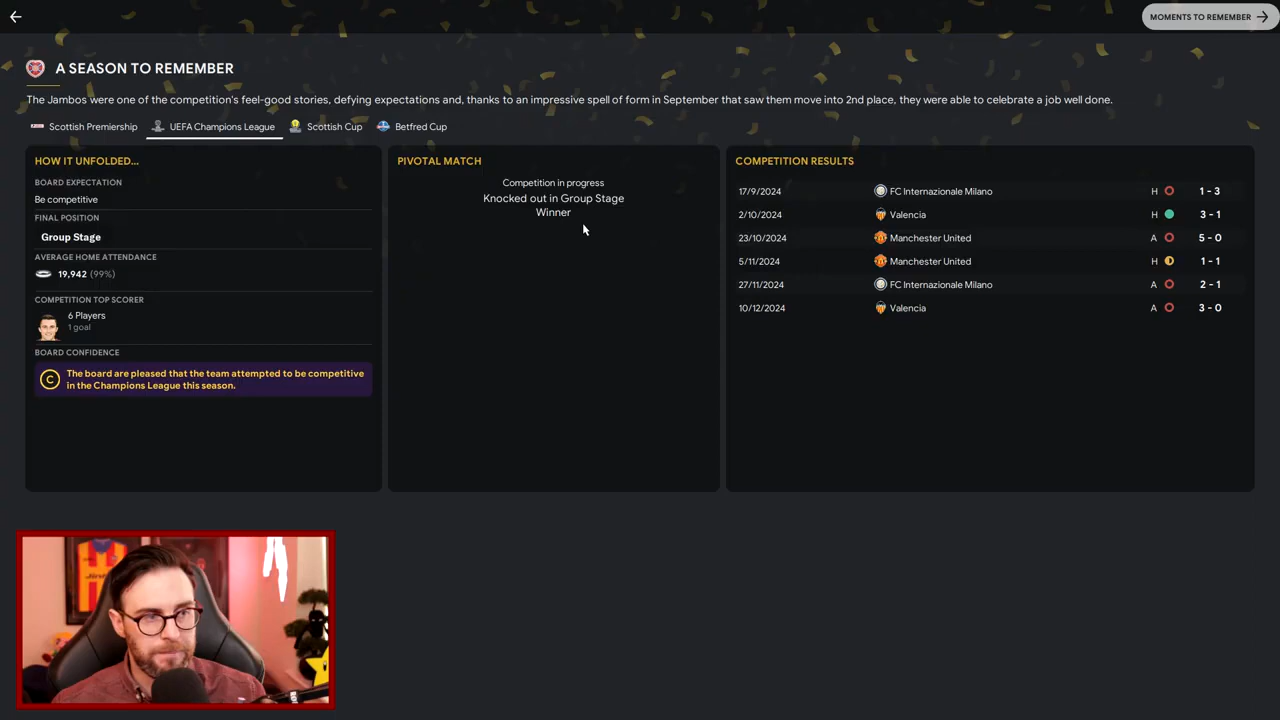 MOMENTS TO REMEMBER
A SEASON TO REMEMBER
The Jambos were one of the competition's feel-good stories, defying expectations and, thanks to an impressive spell of form in September that saw them move into 2nd place, they were able to celebrate a job well done.
Scottish Premiership UEFA Champions League Scottish Cup Betfred Cup
HOW IT UNFOLDED...
BOARD EXPECTATION
Be competitive
FINAL POSITION
Group Stage
AVERAGE HOME ATTENDANCE
19,942 (99%)
COMPETITION TOP SCORER
6 Players
1 goal
BOARD CONFIDENCE
C
The board are pleased that the team attempted to be competitive
in the Champions League this season.
PIVOTAL MATCH
Competition in progress
Knocked out in Group Stage
Winner
COMPETITION RESULTS
17/9/2024 FC Internazionale Milano H 1 - 3
2/10/2024 Valencia H 3 - 1
23/10/2024 Manchester United A 5 - 0
5/11/2024 Manchester United H 1 - 1
27/11/2024 FC Internazionale Milano A 2 - 1
10/12/2024 Valencia A 3 - 0